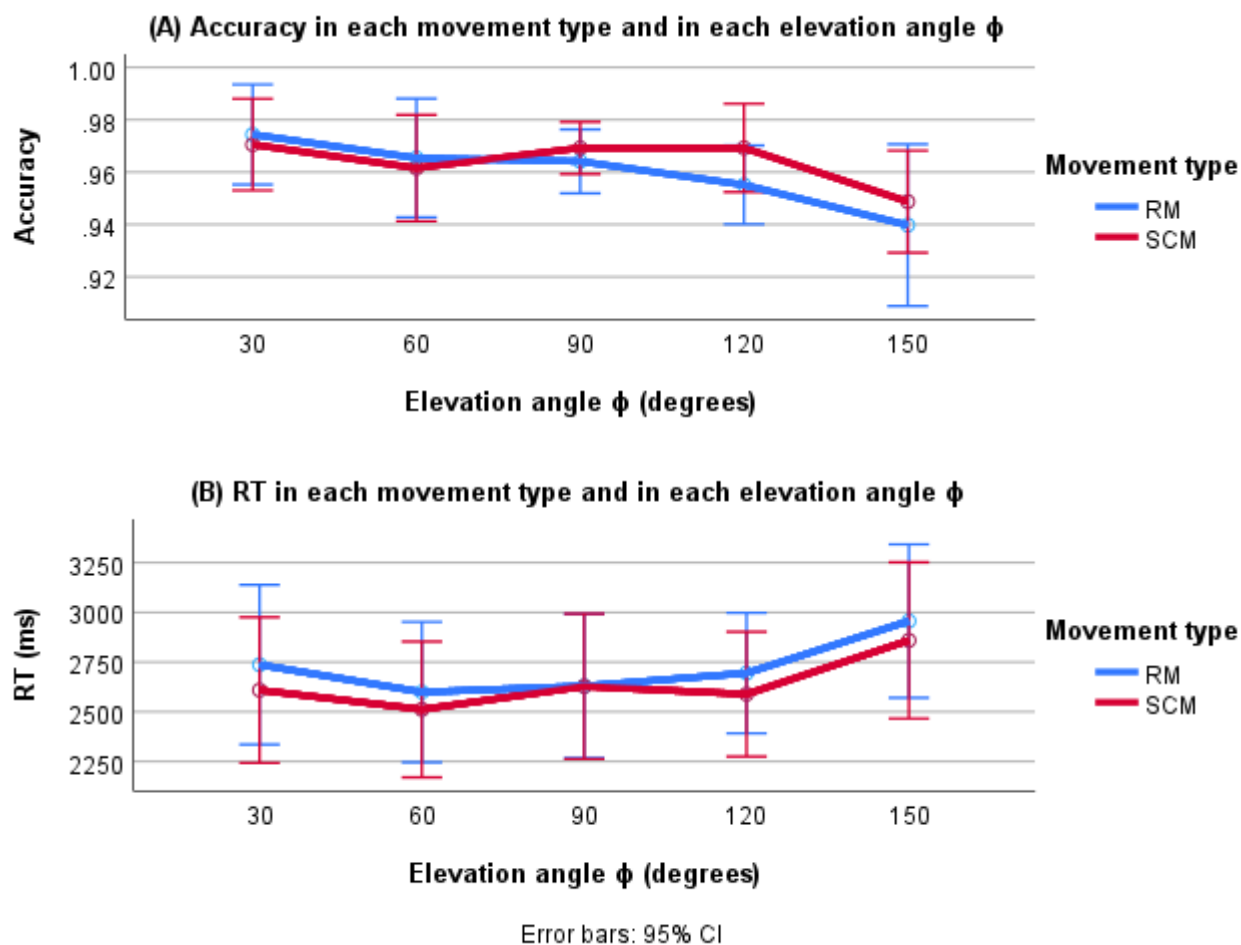 (A) Accuracy in each movement type and in each elevation angle ϕ
1.00
.98
.96
.94
.92
Accuracy
30 60 90 120 150
Elevation angle ϕ (degrees)
Movement type
RM
SCM
(B) RT in each movement type and in each elevation angle ϕ
3250
3000
2750
2500
2250
RT (ms)
30 60 90 120 150
Elevation angle ϕ (degrees)
Movement type
RM
SCM
Error bars: 95% CI